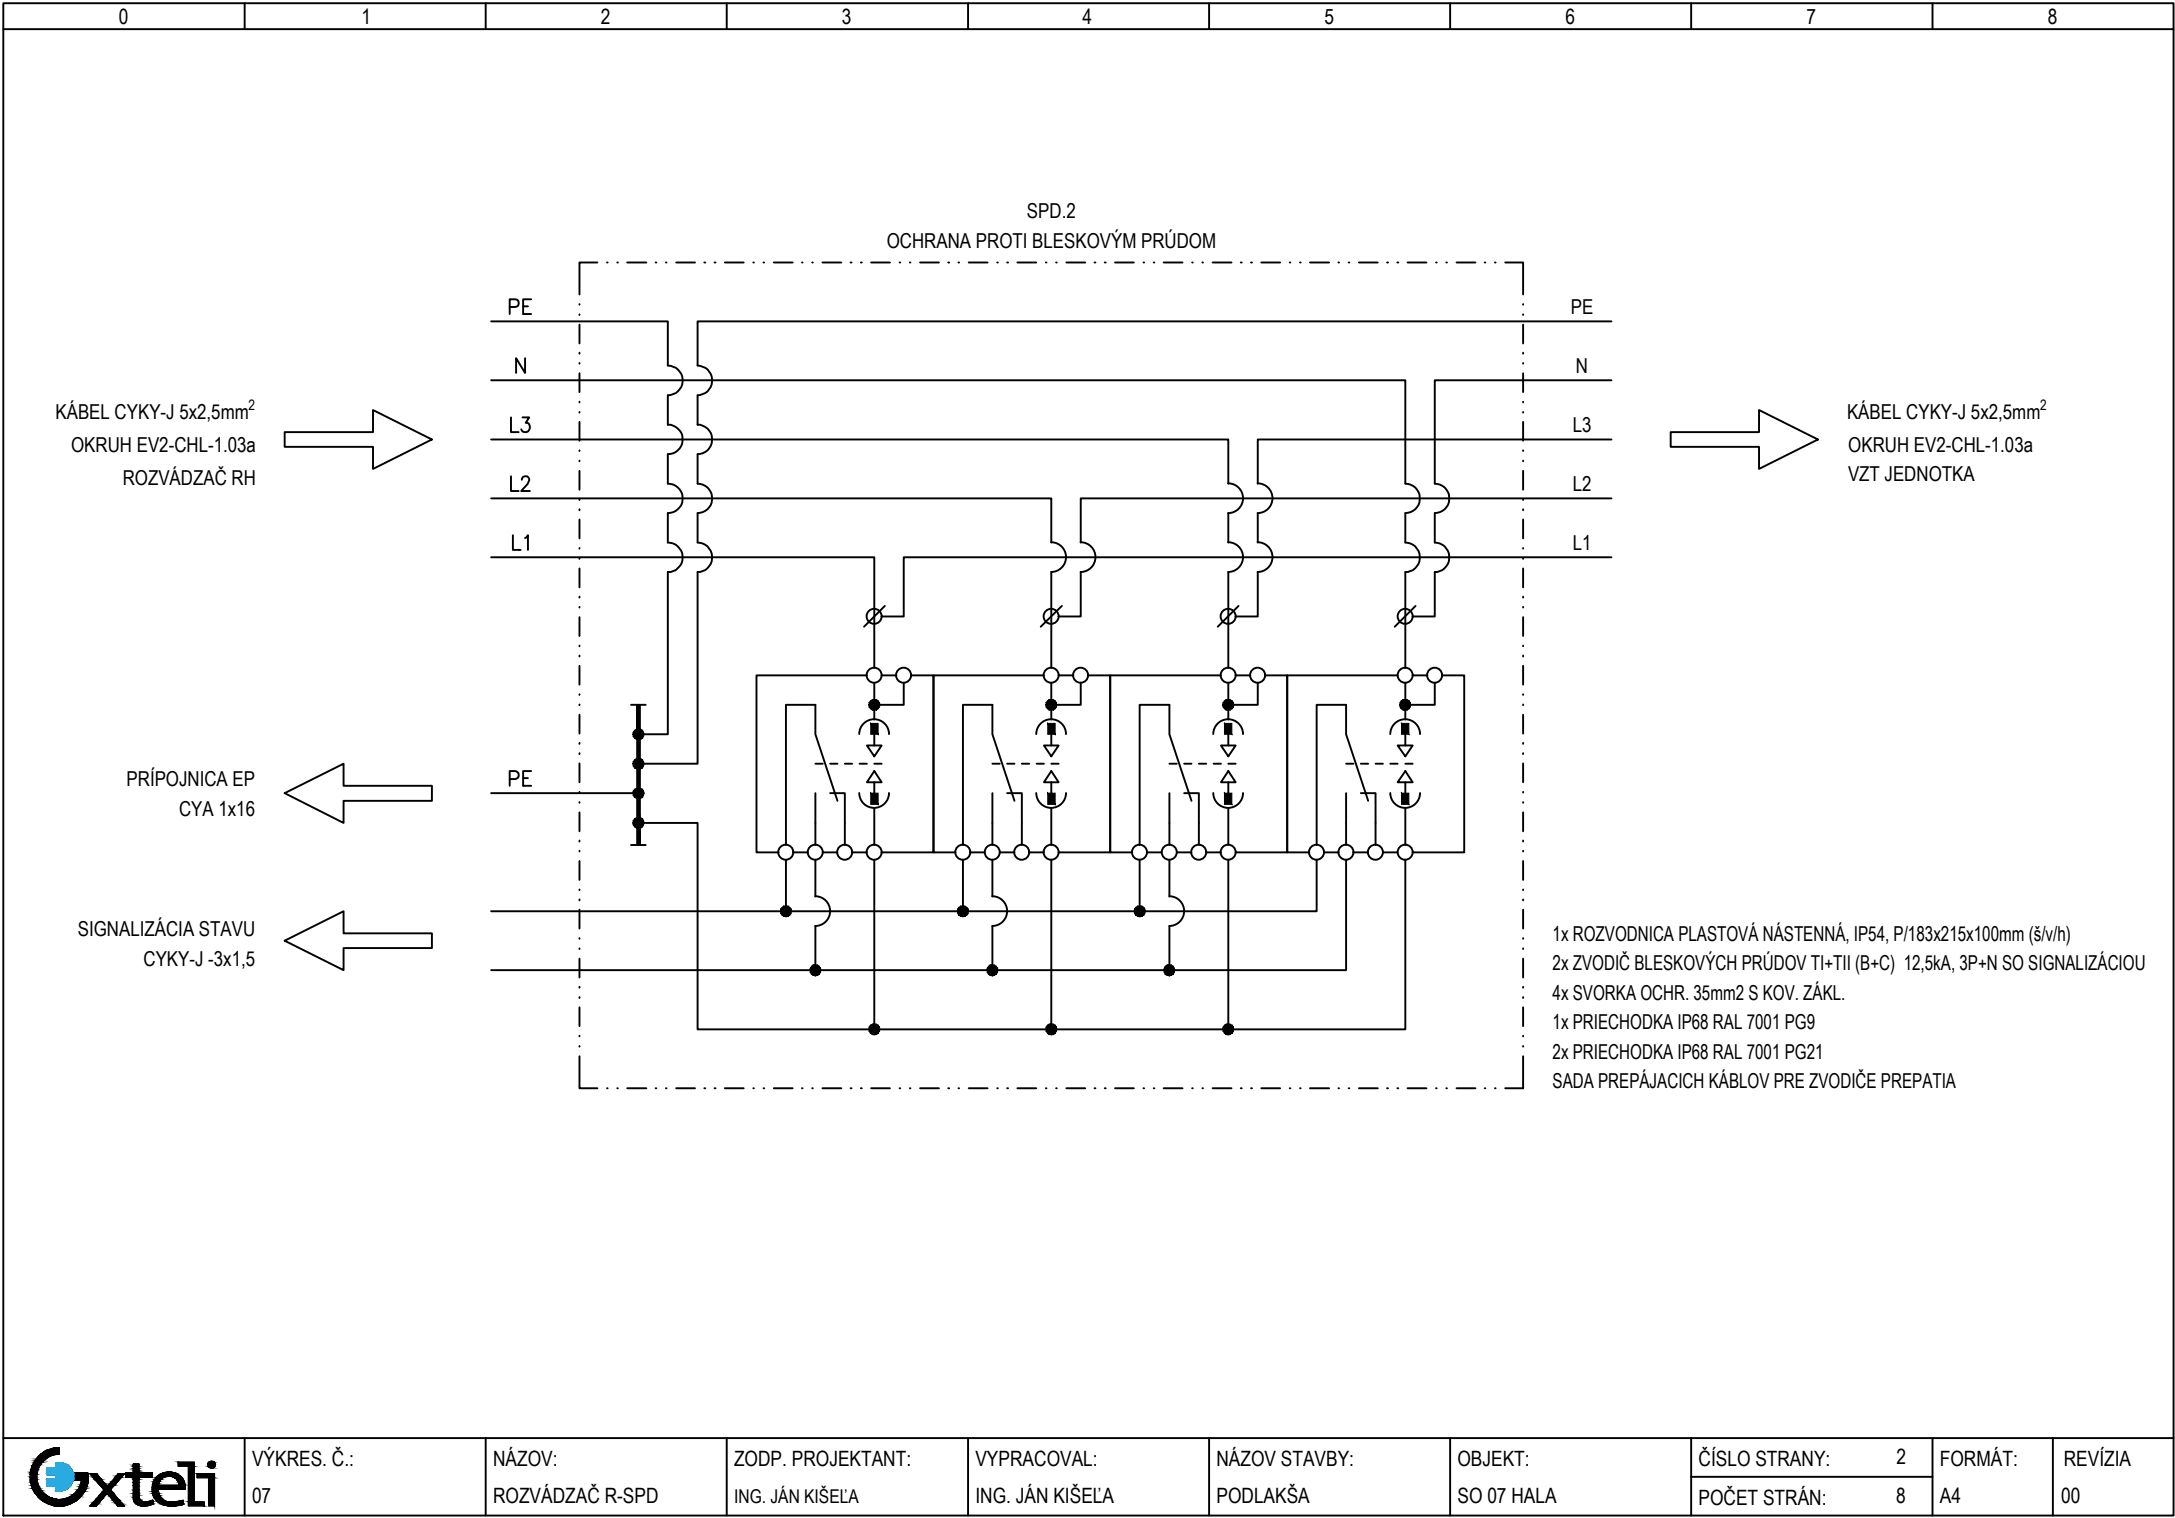 0 1 2 3 4 5 6 7 8
SPD.2
OCHRANA PROTI BLESKOVÝM PRÚDOM
PE
N
L3
L2
L1
PE
N
L3
L2
L1
KÁBEL CYKY-J 5x2,5mm²
OKRUH EV2-CHL-1.03a
ROZVÁDZAČ RH
KÁBEL CYKY-J 5x2,5mm²
OKRUH EV2-CHL-1.03a
VZT JEDNOTKA
PRÍPOJNICA EP
CYA 1x16
PE
SIGNALIZÁCIA STAVU
CYKY-J -3x1,5
1x ROZVODNICA PLASTOVÁ NÁSTENNÁ, IP54, P/183x215x100mm (š/v/h)
2x ZVODIČ BLESKOVÝCH PRÚDOV TI+TII (B+C) 12,5kA, 3P+N SO SIGNALIZÁCIOU
4x SVORKA OCHR. 35mm2 S KOV. ZÁKL.
1x PRIECHODKA IP68 RAL 7001 PG9
2x PRIECHODKA IP68 RAL 7001 PG21
SADA PREPÁJACICH KÁBLOV PRE ZVODIČE PREPATIA
exteli
VÝKRES. Č.:
07
NÁZOV:
ROZVÁDZAČ R-SPD
ZODP. PROJEKTANT:
ING. JÁN KIŠEĽA
VYPRACOVAL:
ING. JÁN KIŠEĽA
NÁZOV STAVBY:
PODLAKŠA
OBJEKT:
SO 07 HALA
ČÍSLO STRANY: 2
POČET STRÁN: 8
FORMÁT:
A4
REVÍZIA
00